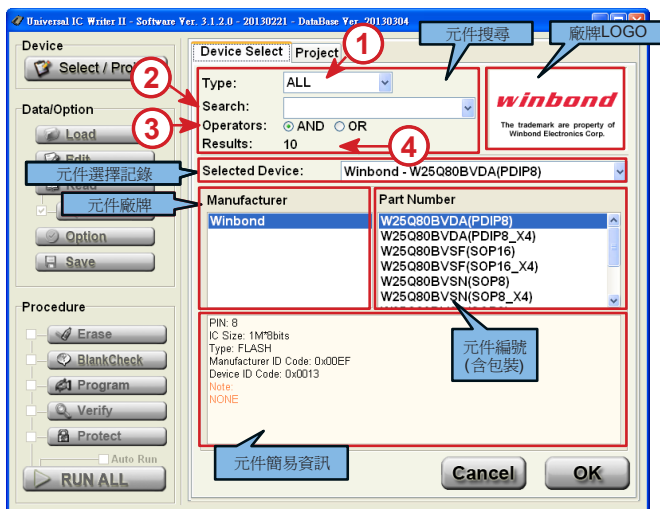 Universal IC Writer II - Software Ver. 3.1.2.0 - 20130221 - DataBase Ver. 20130304
元件搜尋
廠牌LOGO
Device
Select / Pro
Data/Option
Load
Edit
Read
Option
Save
Procedure
Erase
BlankCheck
Program
Verify
Protect
Auto Run
RUN ALL
Device Select
Project
1
Type:
ALL
2
Search:
3
Operators:
AND
OR
Results:
10
4
winbond
The trademark are property of
Winbond Electronics Corp.
元件選擇記錄
Selected Device:
Winbond - W25Q80BVDA(PDIP8)
元件廠牌
Manufacturer
Winbond
Part Number
W25Q80BVDA(PDIP8)
W25Q80BVDA(PDIP8_X4)
W25Q80BVSF(SOP16)
W25Q80BVSF(SOP16_X4)
W25Q80BVSN(SOP8)
W25Q80BVSN(SOP8_X4)
PIN: 8
IC Size: 1M*8bits
Type: FLASH
Manufacturer ID Code: 0x00EF
Device ID Code: 0x0013
Note:
NONE
元件編號
(含包裝)
元件簡易資訊
Cancel
OK